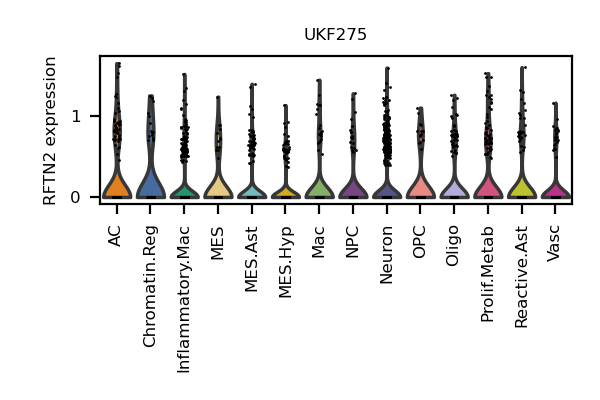 UKF275
RFTN2 expression
1
0
AC
Chromatin.Reg
Inflammatory.Mac
MES
MES.Ast
MES.Hyp
Mac
NPC
Neuron
OPC
Oligo
Prolif.Metab
Reactive.Ast
Vasc